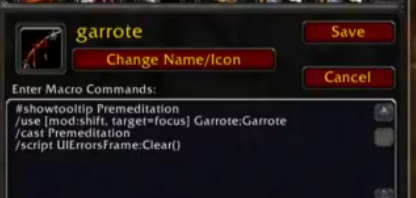 garrote
Save
Change Name/Icon
Cancel
Enter Macro Commands:
#showtooltip Premeditation
/use [mod:shift, target=focus] Garrote;Garrote
/cast Premeditation
/script UIErrorsFrame:Clear()